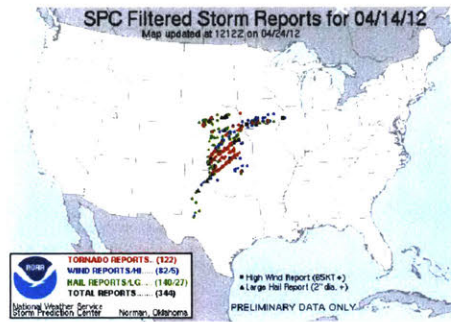 SPC Filtered Storm Reports for 04/14/12
Map updated at 1212Z on 04/24/12
NOAA
TORNADO REPORTS.. (122)
WIND REPORTS/HI..... (82/5)
HAIL REPORTS/LG..... (140/27)
TOTAL REPORTS....... (344)
National Weather Service
Storm Prediction Center Norman, Oklahoma
■ High Wind Report (65KT +)
▲ Large Hail Report (2" dia. +)
PRELIMINARY DATA ONLY.